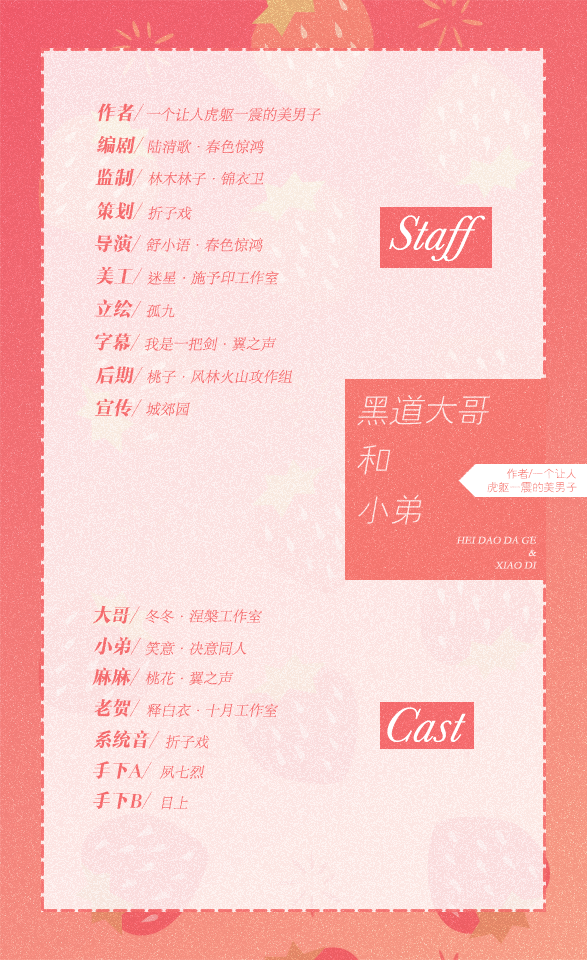 作者/ 一个让人虎躯一震的美男子
编剧/ 陆清歌 · 春色惊鸿
监制/ 林木林子 · 锦衣卫
策划/ 折子戏
导演/ 舒小语 · 春色惊鸿
美工/ 迷星 · 施予印工作室
立绘/ 孤九
字幕/ 我是一把剑 · 翼之声
后期/ 桃子 · 风林火山攻作组
宣传/ 城郊园
Staff
黑道大哥
和
小弟
作者/一个让人
虎躯一震的美男子
HEI DAO DA GE
&
XIAO DI
大哥/ 冬冬 · 涅槃工作室
小弟/ 笑意 · 决意同人
麻麻/ 桃花 · 翼之声
老贺/ 释白衣 · 十月工作室
系统音/ 折子戏
手下A/ 夙七烈
手下B/ 日上
Cast